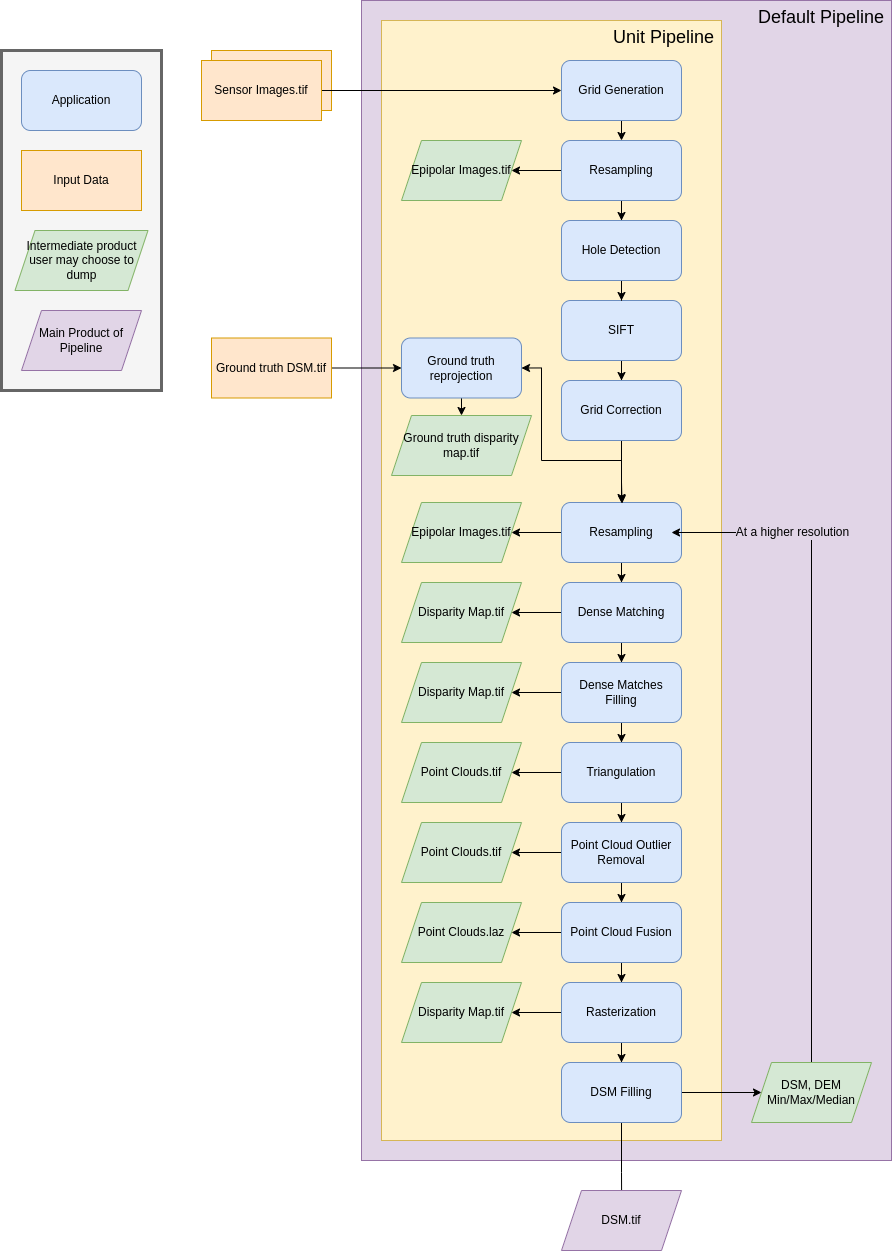 Default Pipeline
Unit Pipeline
Application
Input Data
Intermediate product
user may choose to
dump
Main Product of
Pipeline
Sensor Images.tif
Grid Generation
Epipolar Images.tif
Resampling
Hole Detection
SIFT
Ground truth DSM.tif
Ground truth
reprojection
Grid Correction
Ground truth disparity
map.tif
Epipolar Images.tif
Resampling
At a higher resolution
Disparity Map.tif
Dense Matching
Disparity Map.tif
Dense Matches
Filling
Point Clouds.tif
Triangulation
Point Clouds.tif
Point Cloud Outlier
Removal
Point Clouds.laz
Point Cloud Fusion
Disparity Map.tif
Rasterization
DSM Filling
DSM, DEM
Min/Max/Median
DSM.tif